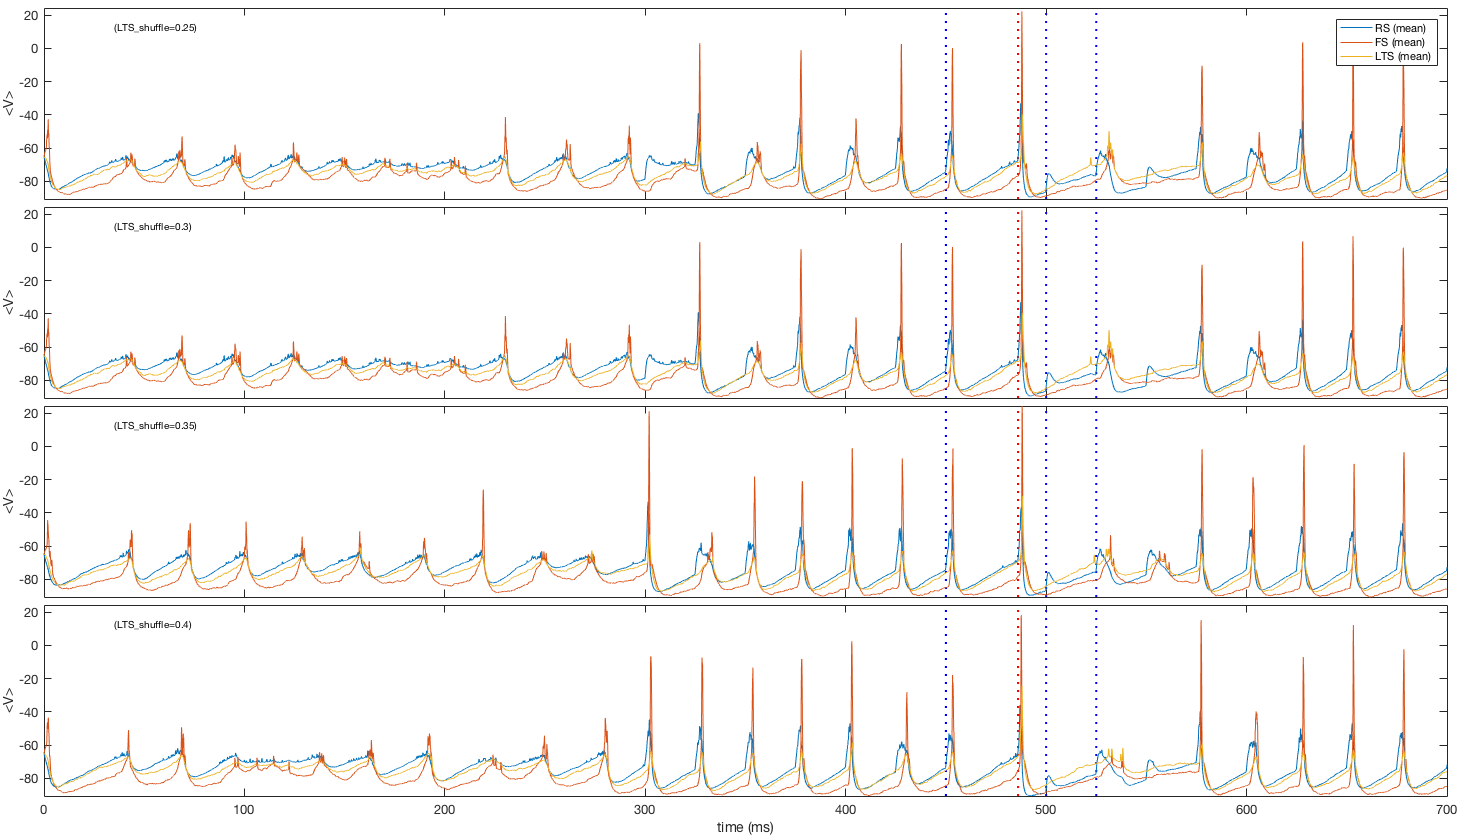 (LTS_shuffle=0.25)
RS (mean)
FS (mean)
LTS (mean)
20
0
-20
-40
-60
-80
<V>
(LTS_shuffle=0.3)
20
0
-20
-40
-60
-80
<V>
(LTS_shuffle=0.35)
20
0
-20
-40
-60
-80
<V>
(LTS_shuffle=0.4)
20
0
-20
-40
-60
-80
<V>
0 100 200 300 400 500 600 700
time (ms)